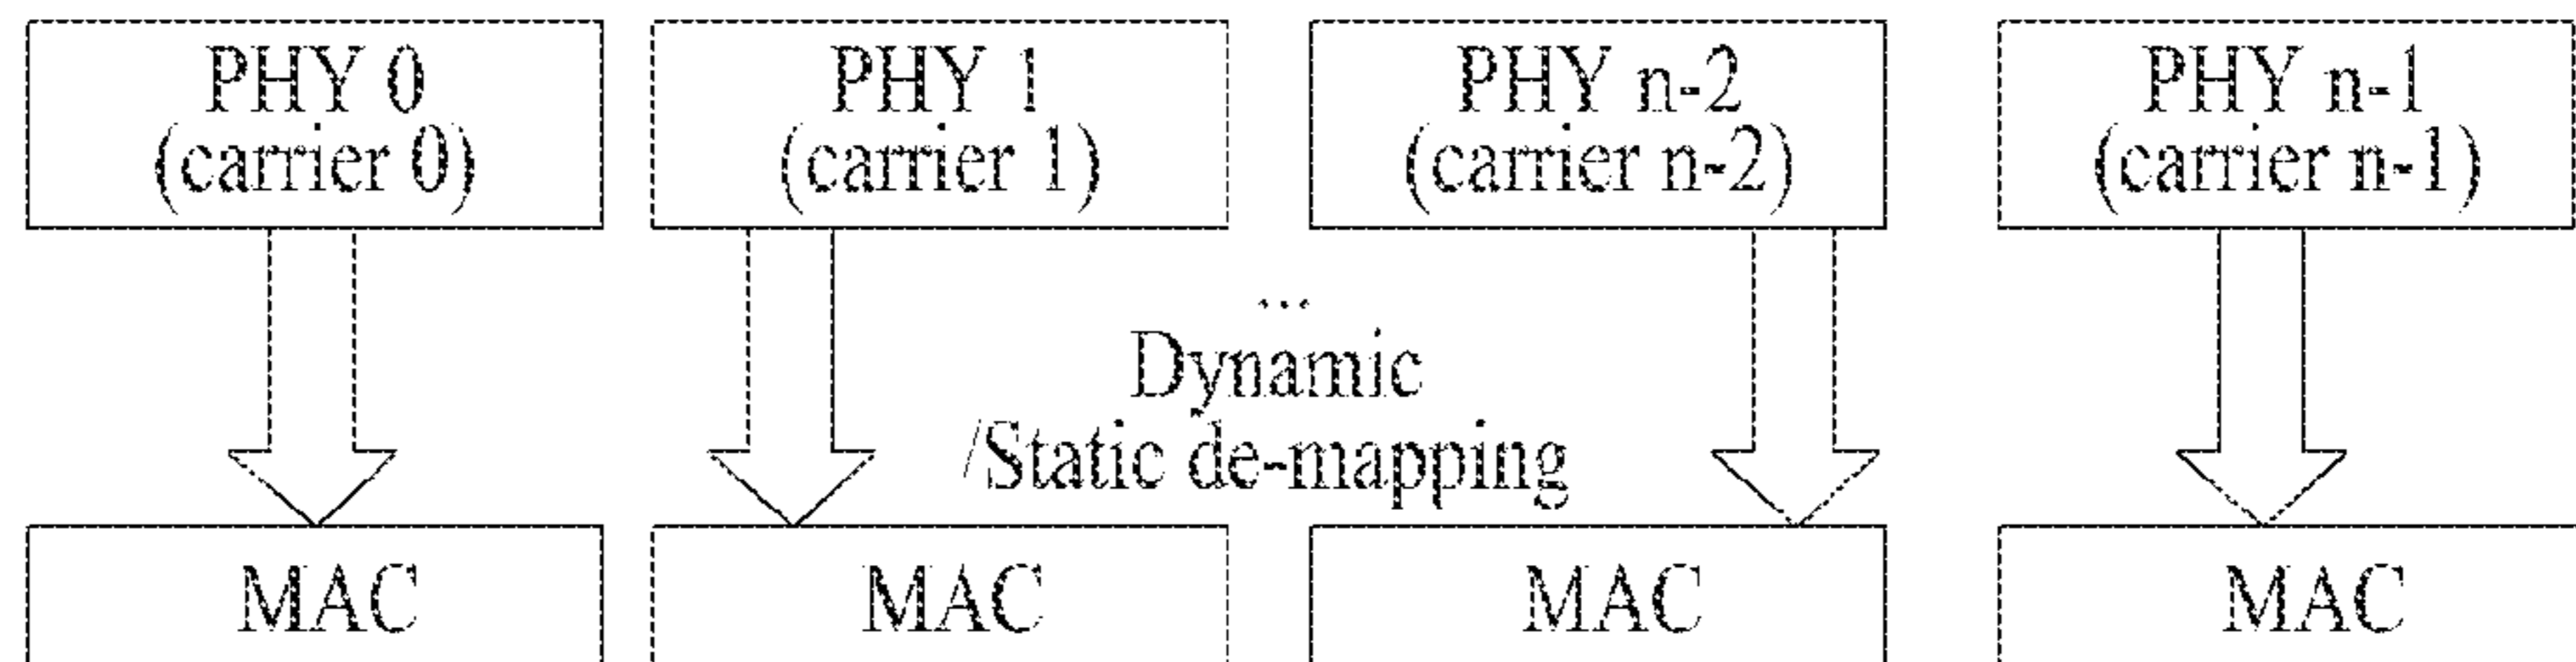 PHY 0
(carrier 0)
PHY 1
(carrier 1)
PHY n-2
(carrier n-2)
PHY n-1
(carrier n-1)
...
Dynamic
/Static de-mapping
MAC
MAC
MAC
MAC